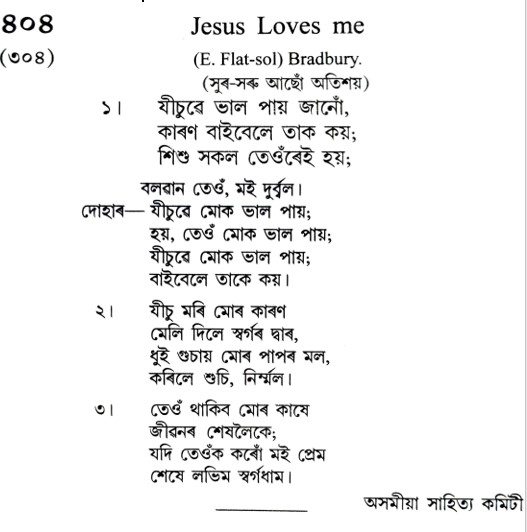 ৪০৪ Jesus Loves me
(৩০৪) (E. Flat-sol) Bradbury.
(সুৰ-সৰু আছোঁ অতিশয়)
১। যীচুৱে ভাল পায় জানোঁ,
কাৰণ বাইবেলে তাক কয়;
শিশু সকল তেওঁৰেই হয়;
বলৱান তেওঁ, মই দুৰ্ব্বল।
দোহাৰ— যীচুৱে মোক ভাল পায়;
হয়, তেওঁ মোক ভাল পায়;
যীচুৱে মোক ভাল পায়;
বাইবেলে তাকে কয়।
২। যীচু মৰি মোৰ কাৰণ
মেলি দিলে স্বৰ্গৰ দ্বাৰ,
ধুই গুচায় মোৰ পাপৰ মল,
কৰিলে শুচি, নিৰ্ম্মল।
৩। তেওঁ থাকিব মোৰ কাষে
জীৱনৰ শেষলৈকে;
যদি তেওঁক কৰোঁ মই প্ৰেম
শেষে লভিম স্বৰ্গধাম।
অসমীয়া সাহিত্য কমিটী